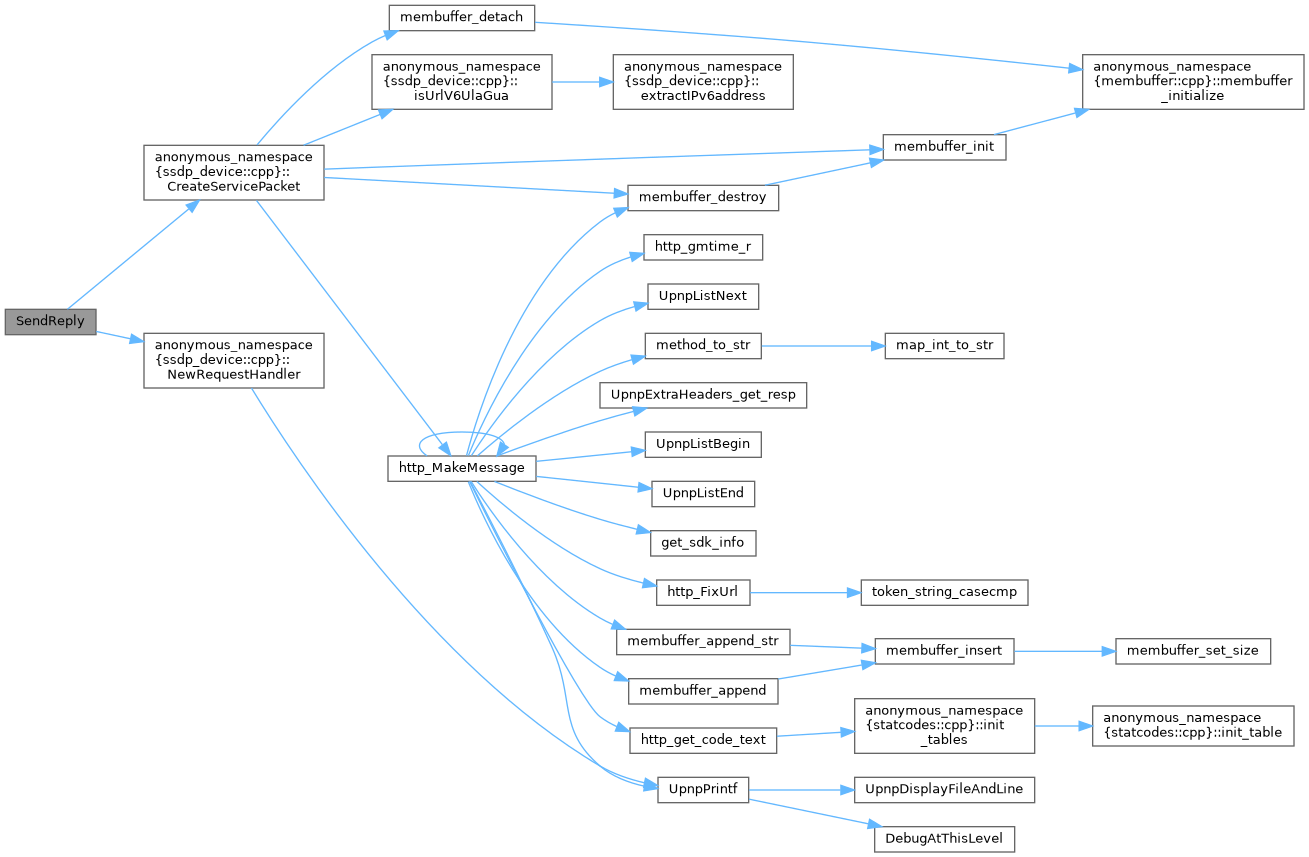 membuffer_detach
anonymous_namespace
{ssdp_device::cpp}::
isUrlV6UlaGua
anonymous_namespace
{ssdp_device::cpp}::
extractIPv6address
anonymous_namespace
{membuffer::cpp}::membuffer
_initialize
anonymous_namespace
{ssdp_device::cpp}::
CreateServicePacket
membuffer_init
membuffer_destroy
http_gmtime_r
UpnpListNext
SendReply
anonymous_namespace
{ssdp_device::cpp}::
NewRequestHandler
method_to_str
map_int_to_str
UpnpExtraHeaders_get_resp
UpnpListBegin
http_MakeMessage
UpnpListEnd
get_sdk_info
http_FixUrl
token_string_casecmp
membuffer_append_str
membuffer_insert
membuffer_set_size
membuffer_append
http_get_code_text
anonymous_namespace
{statcodes::cpp}::init
_tables
anonymous_namespace
{statcodes::cpp}::init_table
UpnpPrintf
UpnpDisplayFileAndLine
DebugAtThisLevel